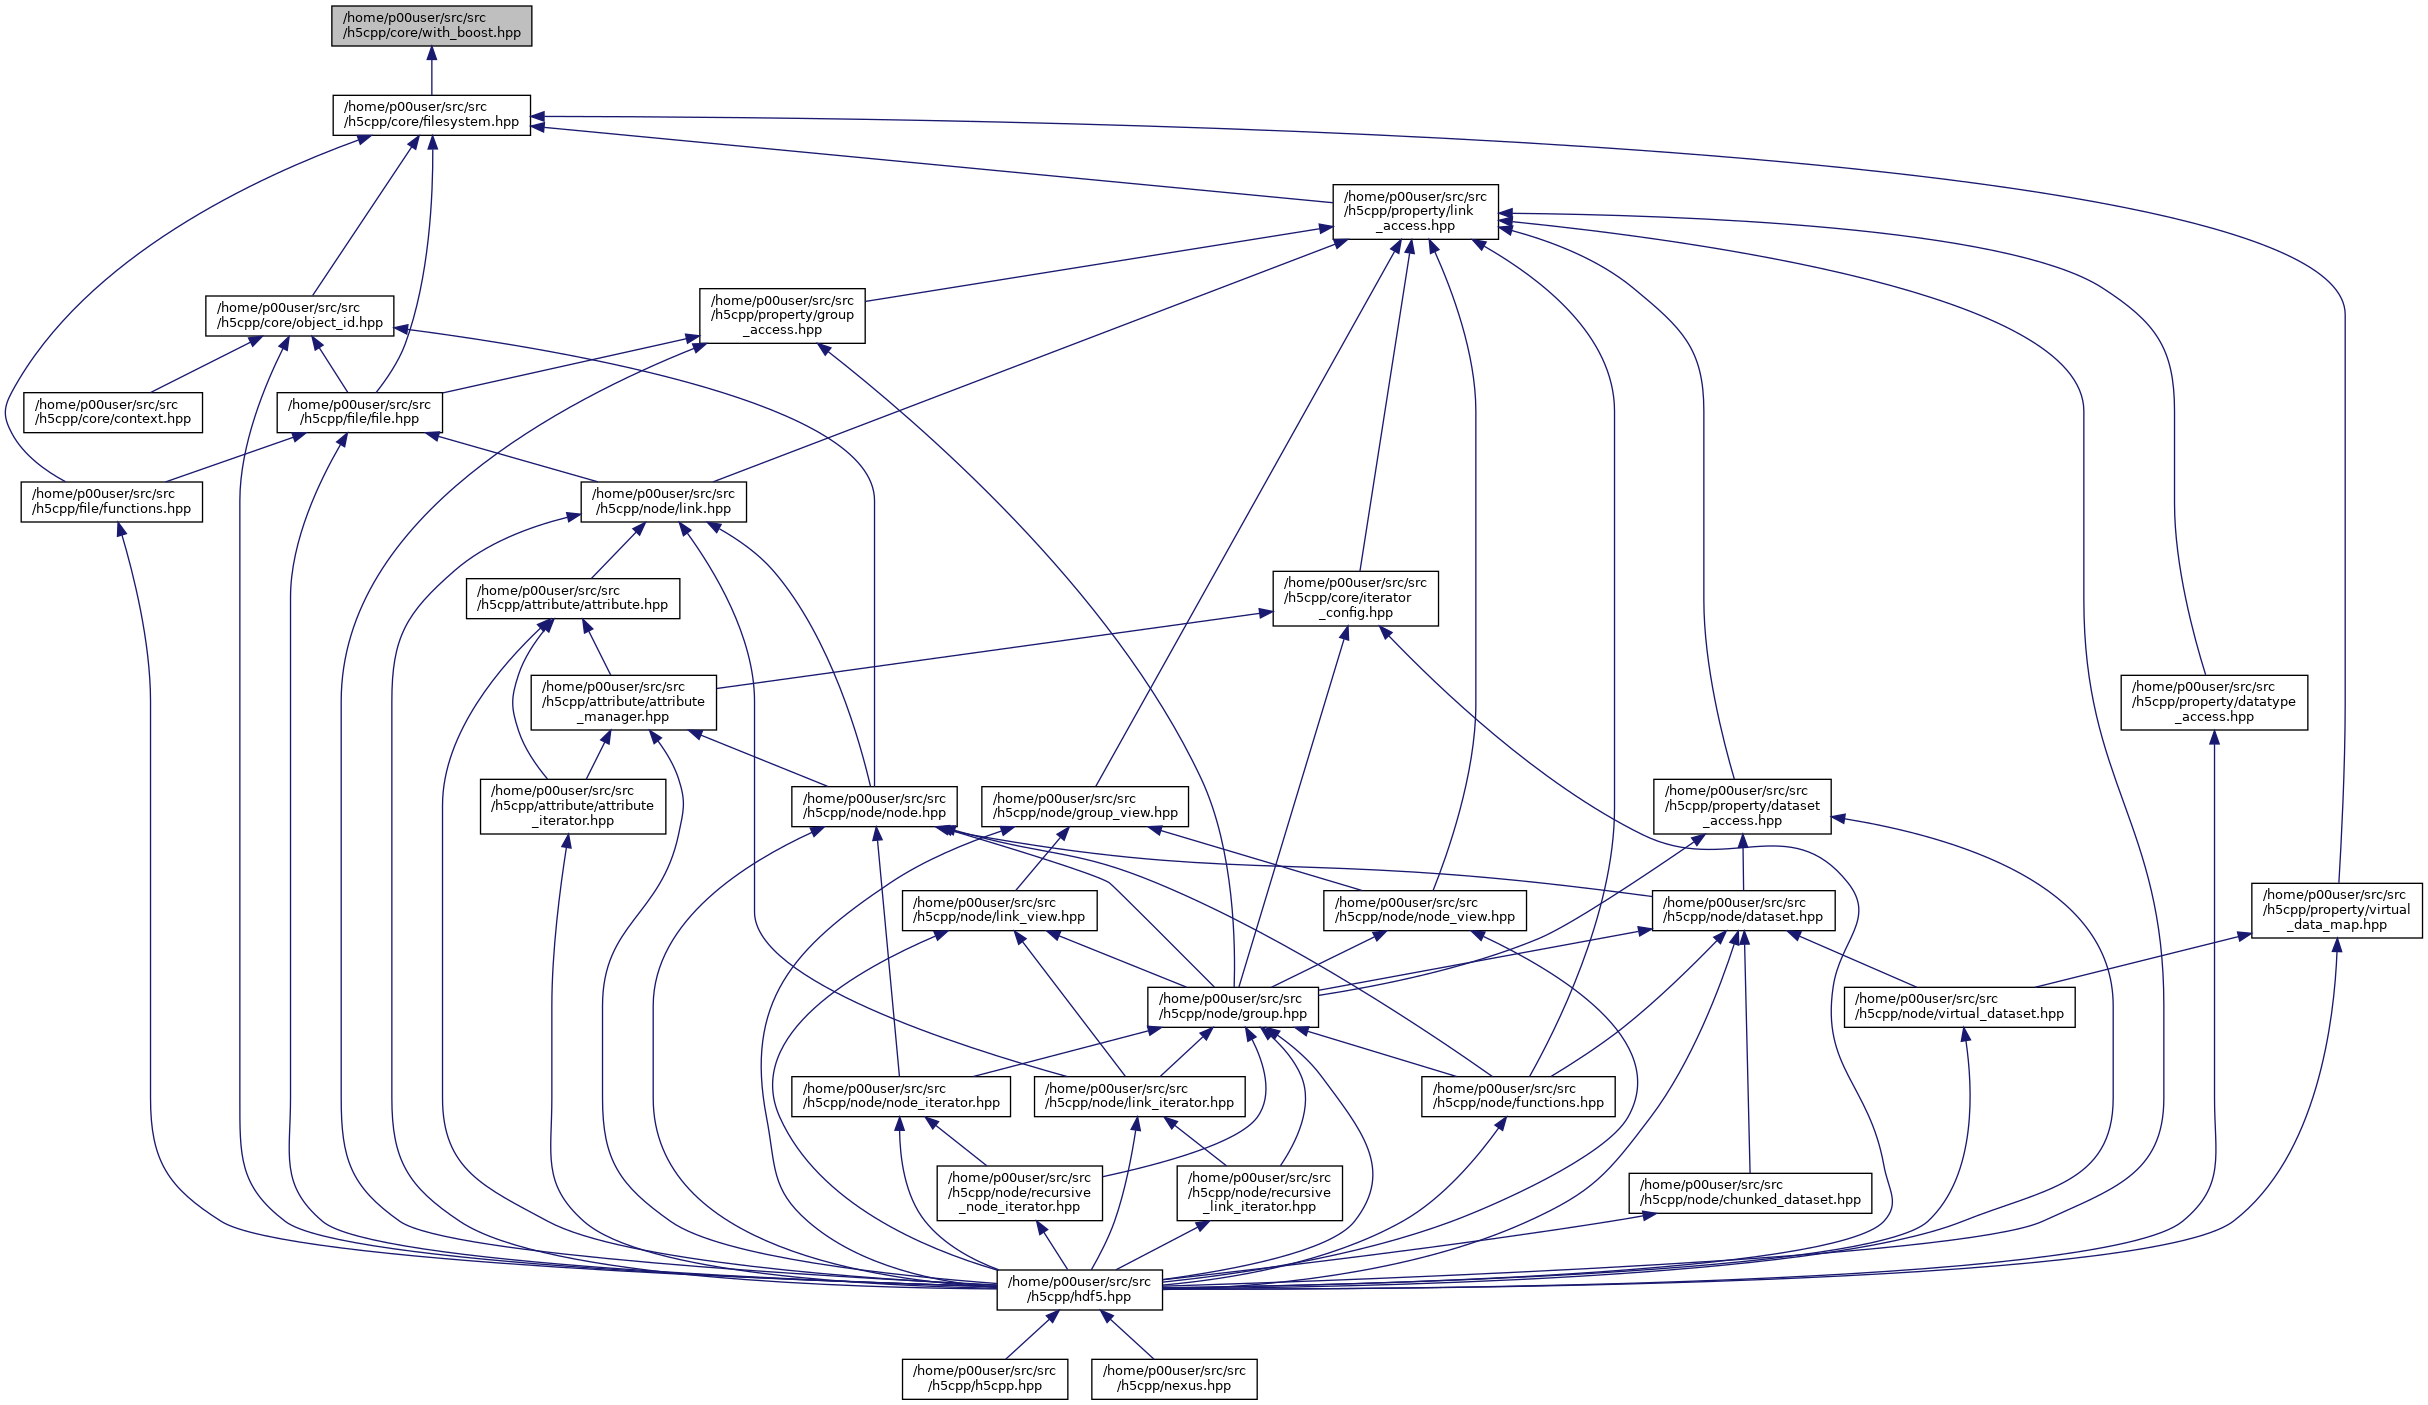 /home/p00user/src/src
/h5cpp/core/with_boost.hpp
/home/p00user/src/src
/h5cpp/core/filesystem.hpp
/home/p00user/src/src
/h5cpp/property/link
_access.hpp
/home/p00user/src/src
/h5cpp/core/object_id.hpp
/home/p00user/src/src
/h5cpp/property/group
_access.hpp
/home/p00user/src/src
/h5cpp/core/context.hpp
/home/p00user/src/src
/h5cpp/file/file.hpp
/home/p00user/src/src
/h5cpp/file/functions.hpp
/home/p00user/src/src
/h5cpp/node/link.hpp
/home/p00user/src/src
/h5cpp/attribute/attribute.hpp
/home/p00user/src/src
/h5cpp/core/iterator
_config.hpp
/home/p00user/src/src
/h5cpp/attribute/attribute
_manager.hpp
/home/p00user/src/src
/h5cpp/property/datatype
_access.hpp
/home/p00user/src/src
/h5cpp/attribute/attribute
_iterator.hpp
/home/p00user/src/src
/h5cpp/node/node.hpp
/home/p00user/src/src
/h5cpp/node/group_view.hpp
/home/p00user/src/src
/h5cpp/property/dataset
_access.hpp
/home/p00user/src/src
/h5cpp/node/link_view.hpp
/home/p00user/src/src
/h5cpp/node/node_view.hpp
/home/p00user/src/src
/h5cpp/node/dataset.hpp
/home/p00user/src/src
/h5cpp/property/virtual
_data_map.hpp
/home/p00user/src/src
/h5cpp/node/group.hpp
/home/p00user/src/src
/h5cpp/node/virtual_dataset.hpp
/home/p00user/src/src
/h5cpp/node/node_iterator.hpp
/home/p00user/src/src
/h5cpp/node/link_iterator.hpp
/home/p00user/src/src
/h5cpp/node/functions.hpp
/home/p00user/src/src
/h5cpp/node/recursive
_node_iterator.hpp
/home/p00user/src/src
/h5cpp/node/recursive
_link_iterator.hpp
/home/p00user/src/src
/h5cpp/node/chunked_dataset.hpp
/home/p00user/src/src
/h5cpp/hdf5.hpp
/home/p00user/src/src
/h5cpp/h5cpp.hpp
/home/p00user/src/src
/h5cpp/nexus.hpp